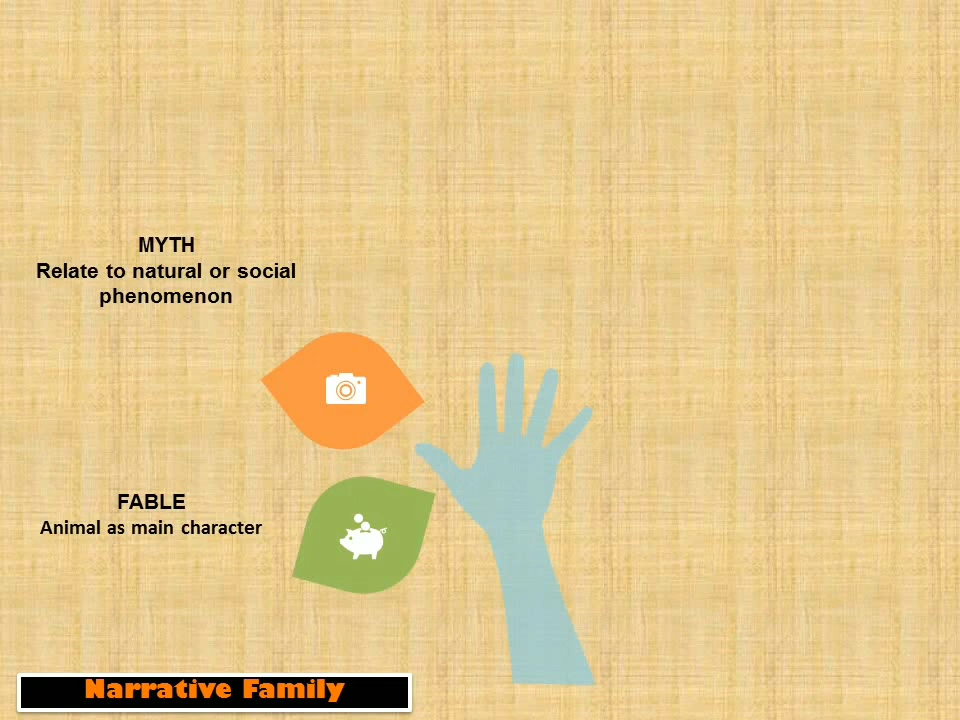 MYTH
Relate to natural or social
phenomenon
FABLE
Animal as main character
Narrative Family